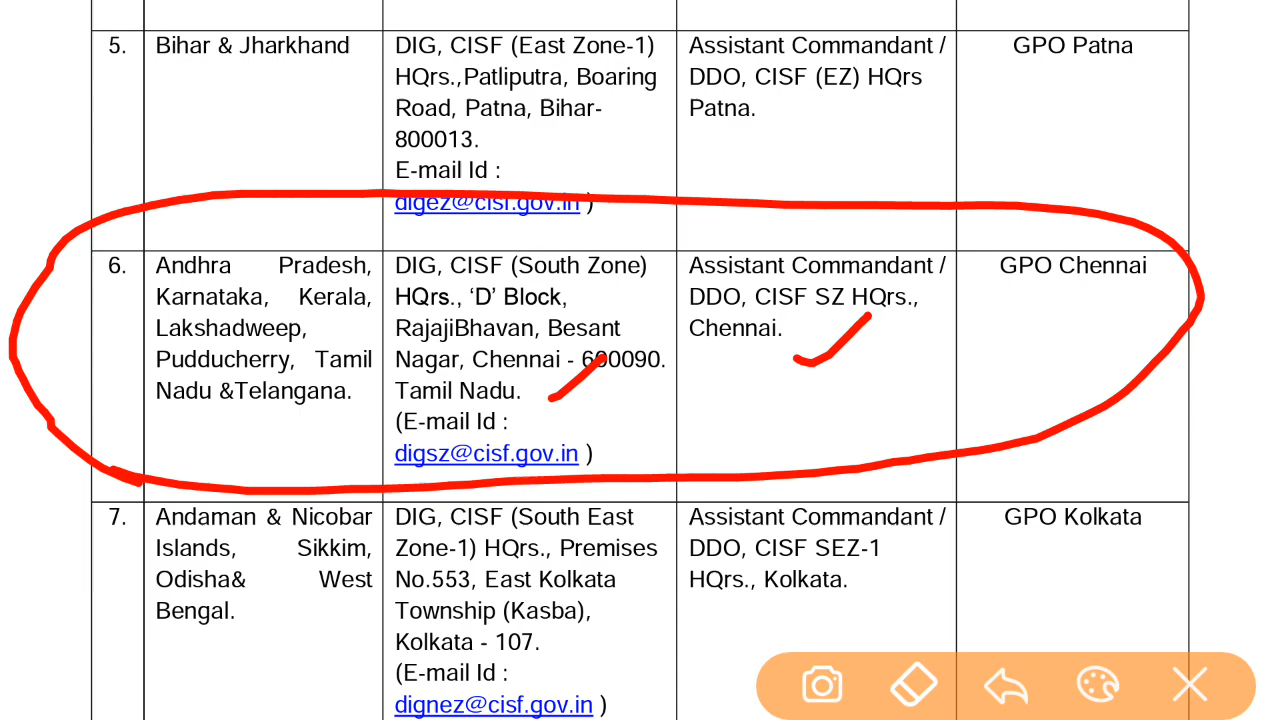 5.
Bihar & Jharkhand
DIG, CISF (East Zone-1)
HQrs.,Patliputra, Boaring
Road, Patna, Bihar-
800013.
E-mail Id :
digez@cisf.gov.in )
Assistant Commandant /
DDO, CISF (EZ) HQrs
Patna.
GPO Patna
6.
Andhra Pradesh,
Karnataka, Kerala,
Lakshadweep,
Pudducherry, Tamil
Nadu &Telangana.
DIG, CISF (South Zone)
HQrs., ‘D’ Block,
RajajiBhavan, Besant
Nagar, Chennai - 600090.
Tamil Nadu.
(E-mail Id :
digsz@cisf.gov.in )
Assistant Commandant /
DDO, CISF SZ HQrs.,
Chennai.
GPO Chennai
7.
Andaman & Nicobar
Islands, Sikkim,
Odisha& West
Bengal.
DIG, CISF (South East
Zone-1) HQrs., Premises
No.553, East Kolkata
Township (Kasba),
Kolkata - 107.
(E-mail Id :
dignez@cisf.gov.in )
Assistant Commandant /
DDO, CISF SEZ-1
HQrs., Kolkata.
GPO Kolkata